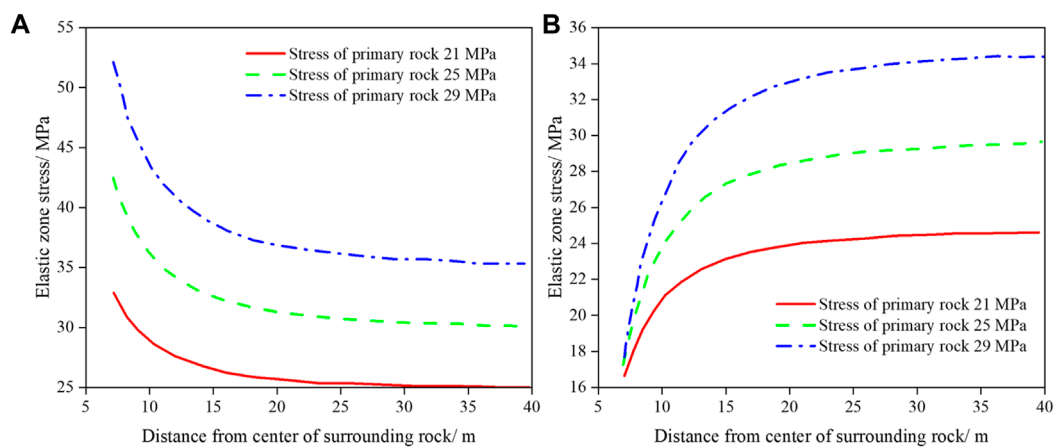 A
Elastic zone stress/ MPa
55
50
45
40
35
30
25
Stress of primary rock 21 MPa
Stress of primary rock 25 MPa
Stress of primary rock 29 MPa
5 10 15 20 25 30 35 40
Distance from center of surrounding rock/ m
B
Elastic zone stress/ MPa
36
34
32
30
28
26
24
22
20
18
16
Stress of primary rock 21 MPa
Stress of primary rock 25 MPa
Stress of primary rock 29 MPa
5 10 15 20 25 30 35 40
Distance from center of surrounding rock/ m